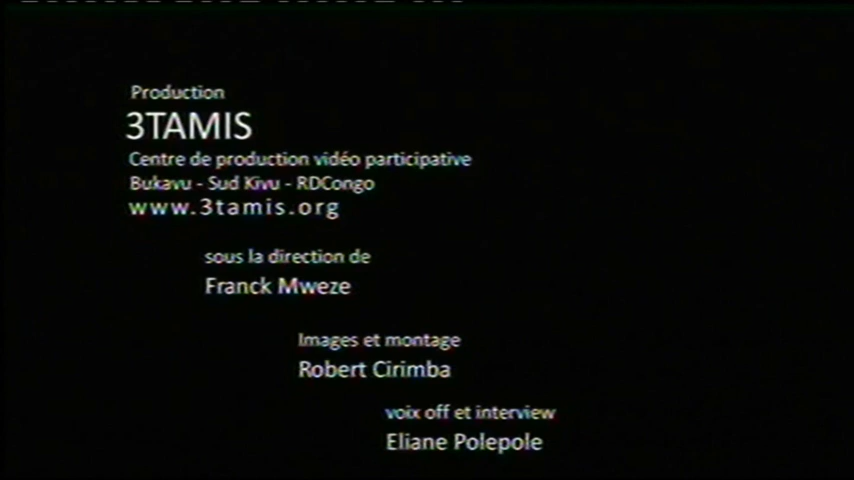 Production
3TAMIS
Centre de production vidéo participative
Bukavu - Sud Kivu - RDCongo
www.3tamis.org
sous la direction de
Franck Mweze
Images et montage
Robert Cirimba
voix off et interview
Eliane Polepole